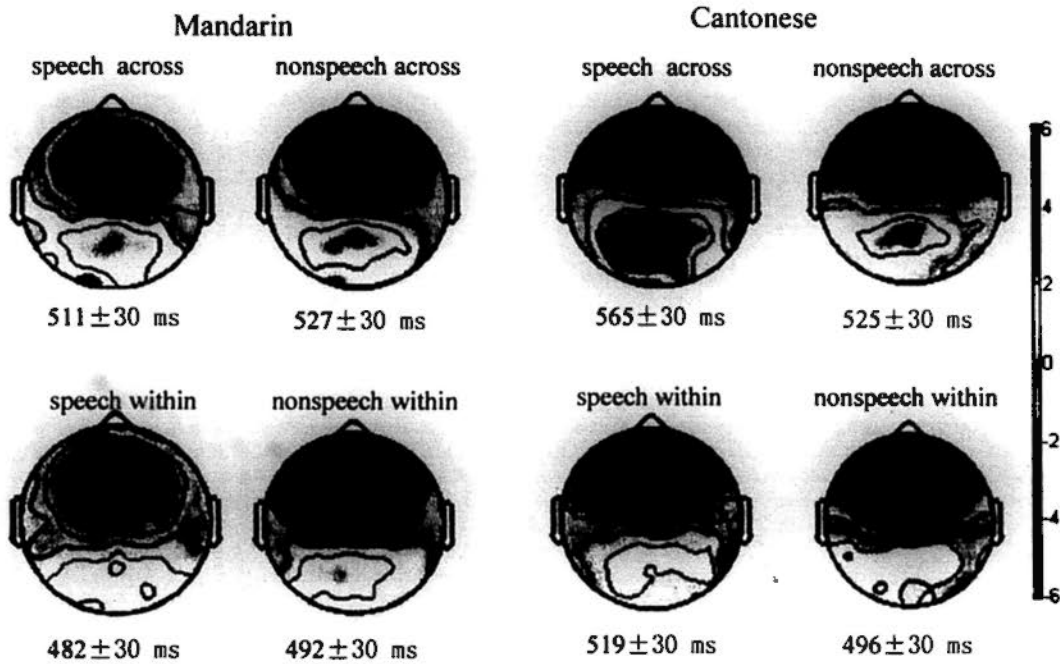 Mandarin
Cantonese
speech across
nonspeech across
speech across
nonspeech across
511±30 ms
527±30 ms
565±30 ms
525±30 ms
speech within
nonspeech within
speech within
nonspeech within
482±30 ms
492±30 ms
519±30 ms
496±30 ms
6
4
2
0
-2
-4
-6